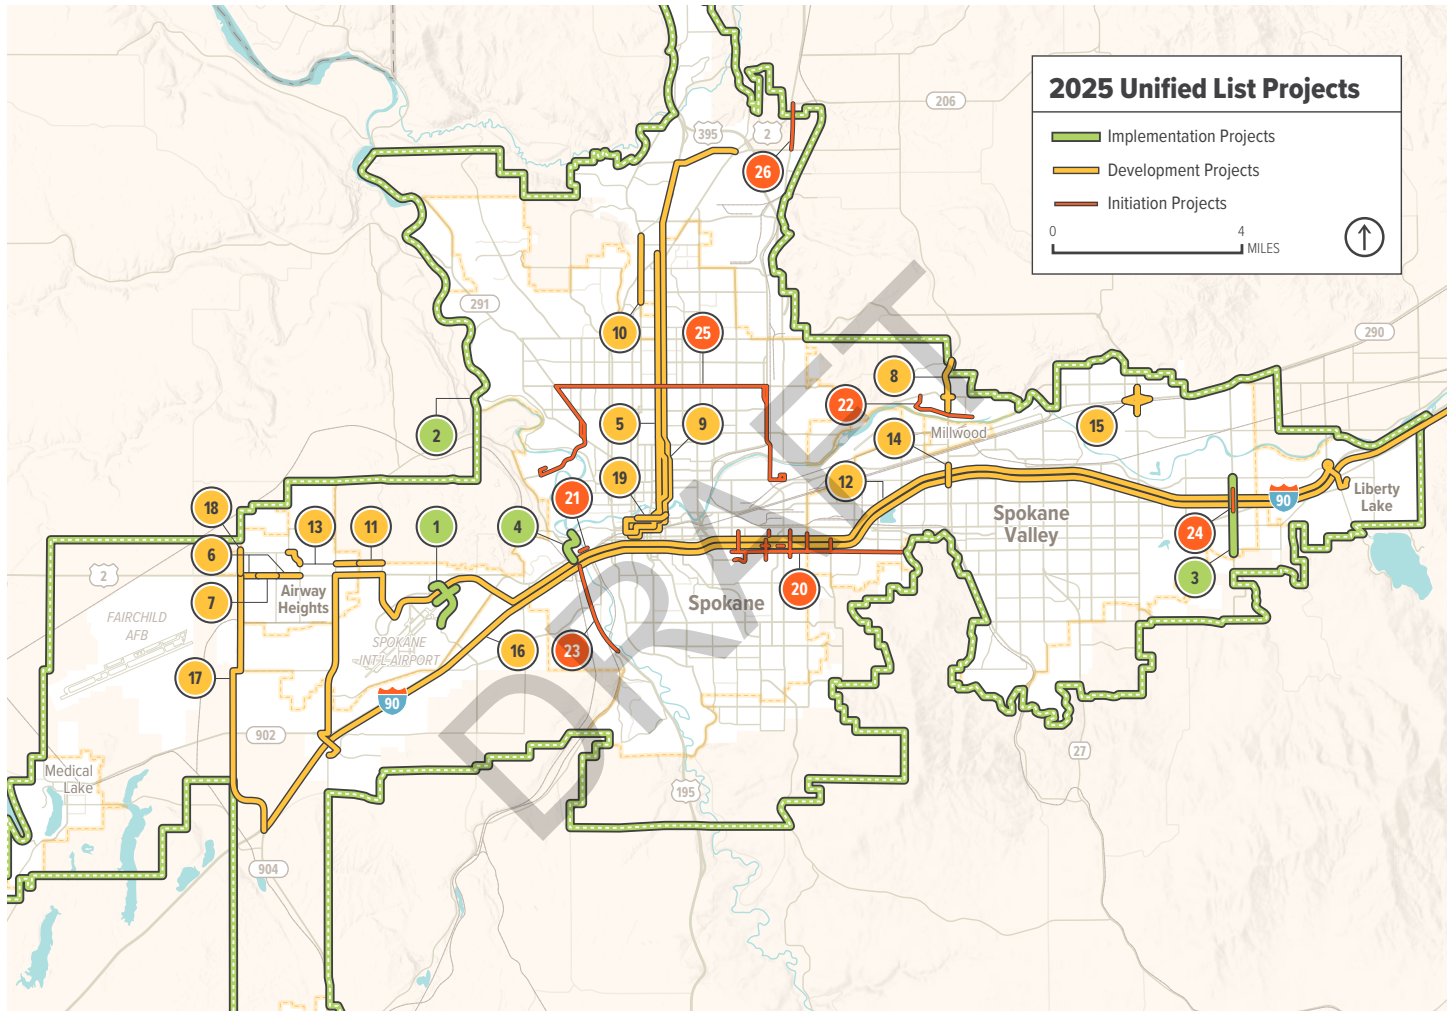 2025 Unified List Projects
Implementation Projects
Development Projects
Initiation Projects
0
4
MILES
206
395
2
26
291
10
25
290
8
22
2
5
9
15
14
Millwood
19
12
21
18
13
11
1
4
90
Liberty
Lake
Spokane
Valley
24
6
2
3
7
Airway
Heights
20
Spokane
FAIRCHILD
AFB
SPOKANE
INT'L AIRPORT
16
23
17
90
902
27
Medical
Lake
195
904
DRAFT